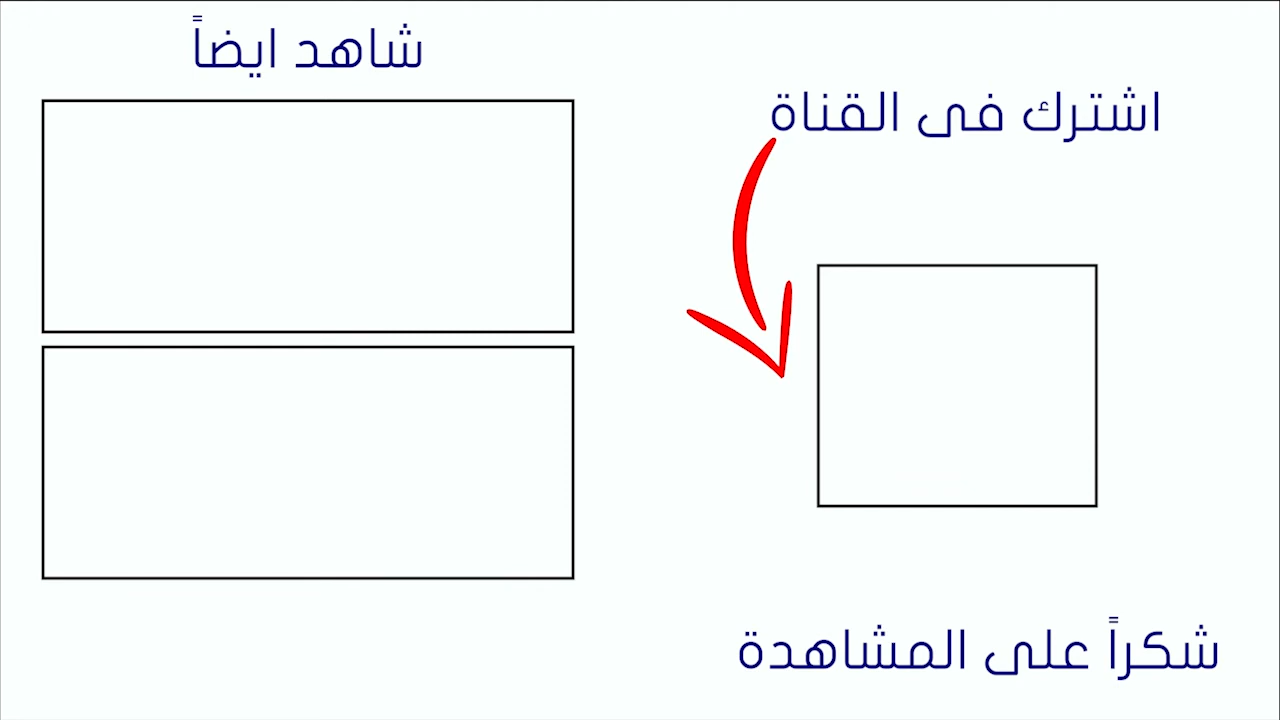 شاهد ايضاً
اشترك فى القناة
شكراً على المشاهدة